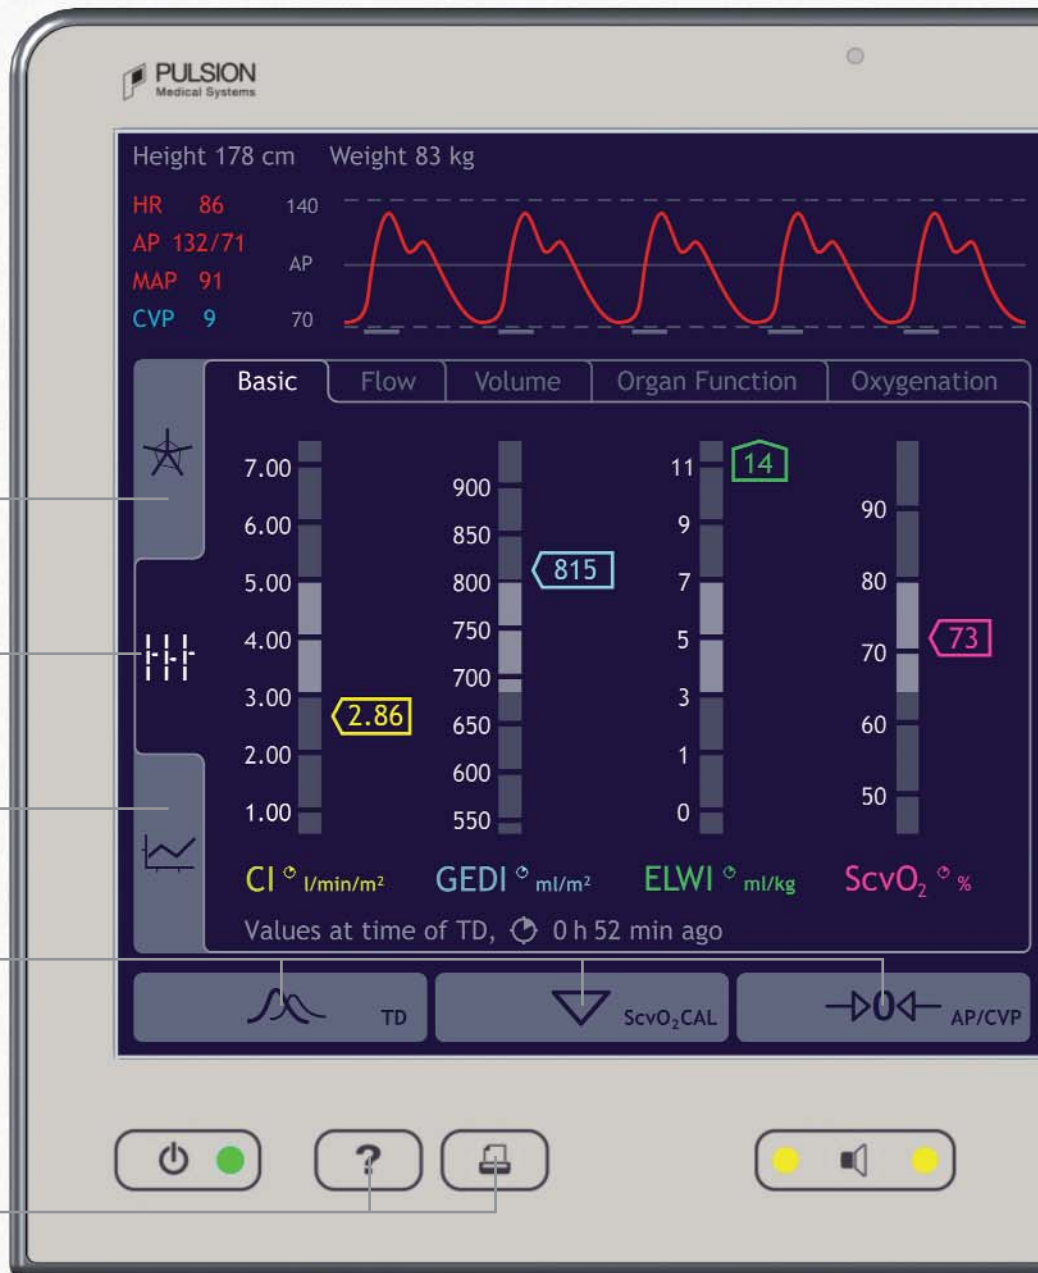 PULSION
Medical Systems
Height 178 cm Weight 83 kg
HR 86
AP 132/71
MAP 91
CVP 9
140
AP
70
Basic Flow Volume Organ Function Oxygenation
7.00
6.00
5.00
4.00
3.00
2.00
1.00
2.86
CI l/min/m²
900
850
800
750
700
650
600
550
815
GEDI ml/m²
11
9
7
5
3
1
0
14
ELWI ml/kg
90
80
70
60
50
73
ScvO₂ %
Values at time of TD, 0 h 52 min ago
TD
ScvO₂CAL
0 AP/CVP
?